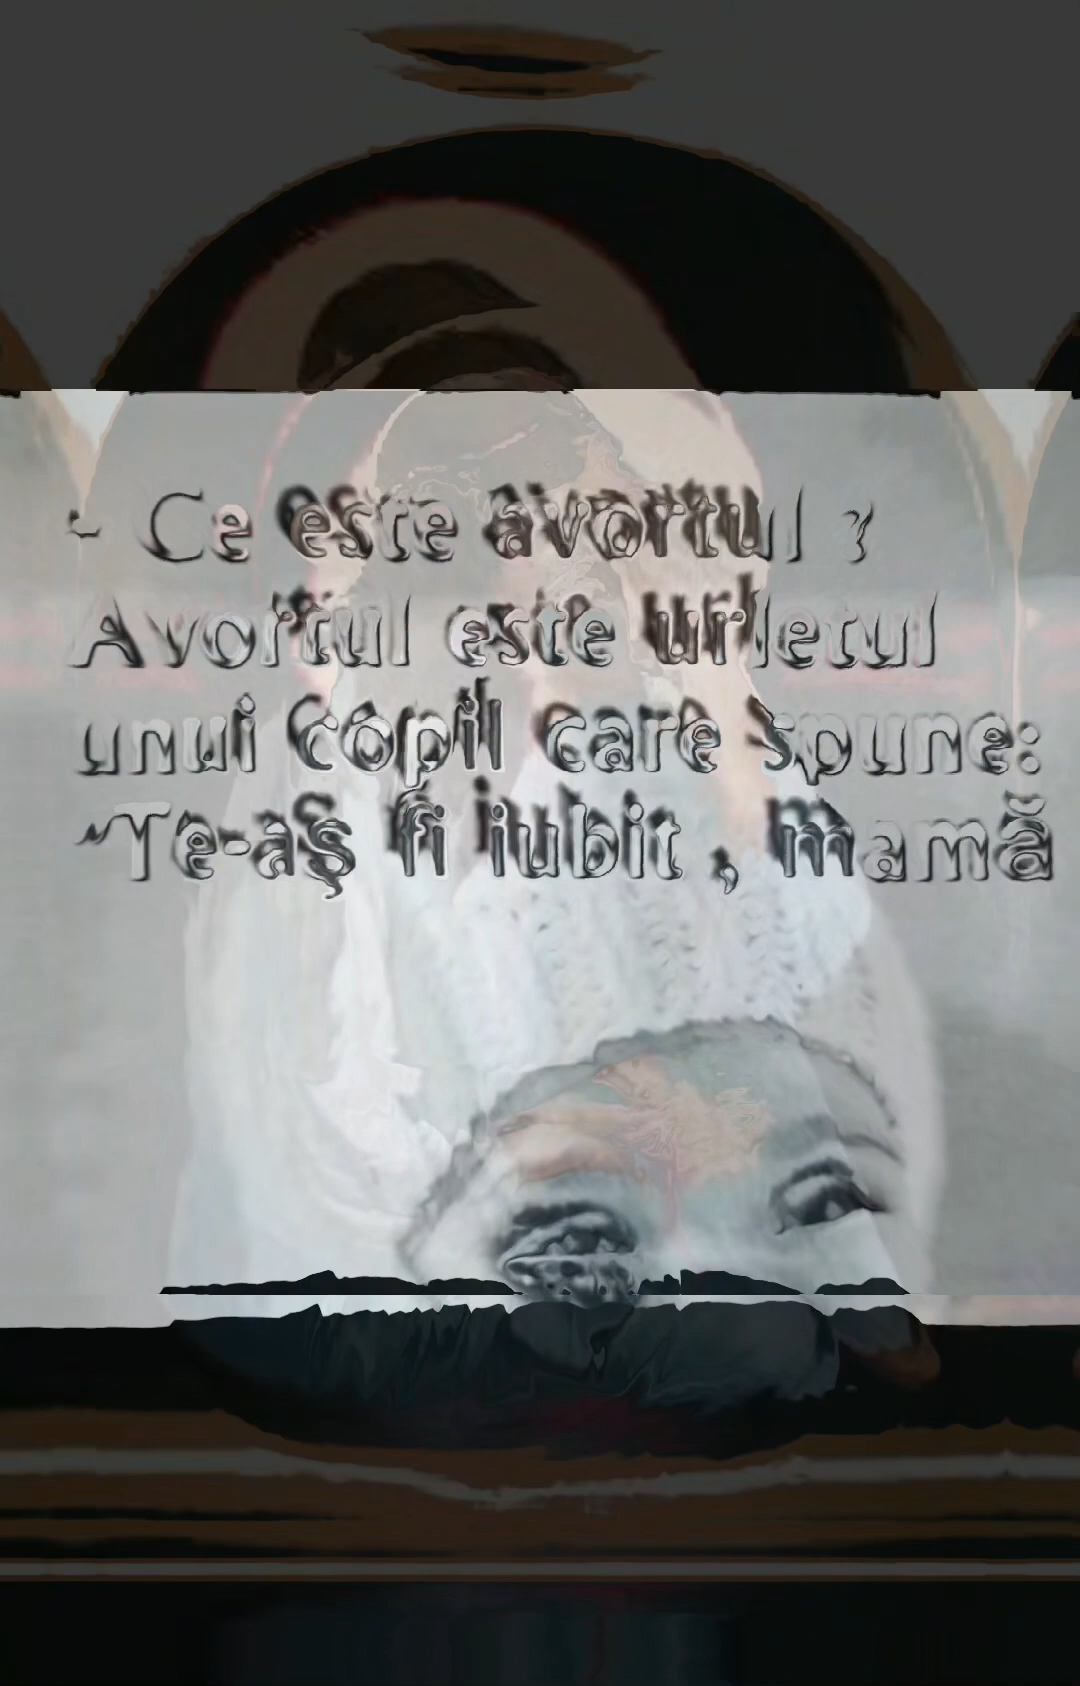 - Ce este avortul ?
Avortul este urletul
unui copil care spune:
"Te-aş fi iubit , mamă